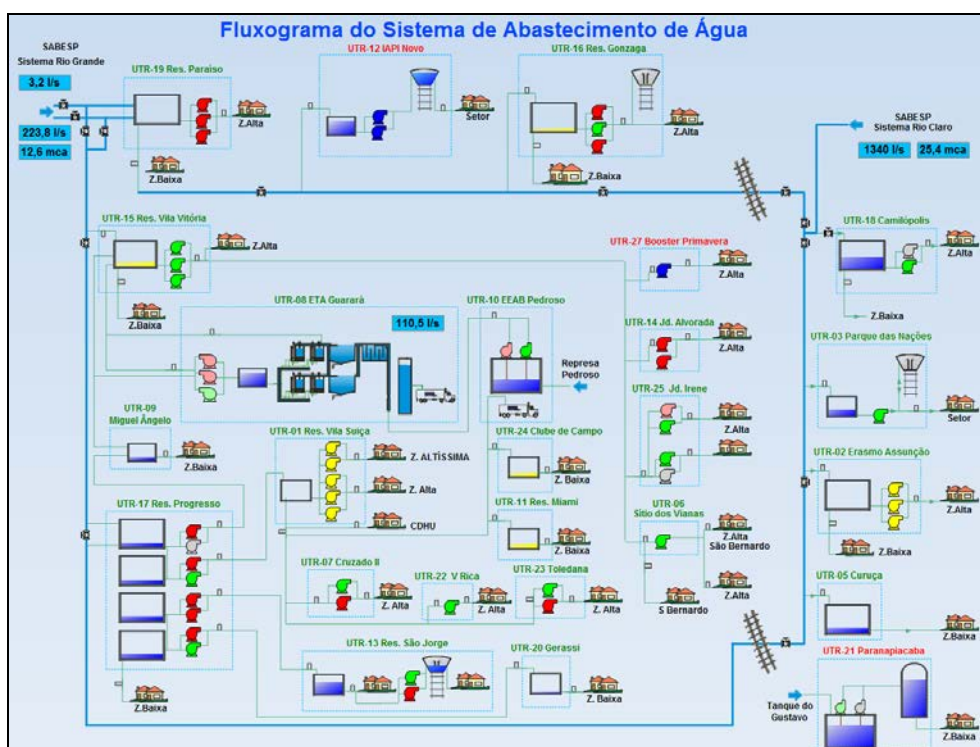 Fluxograma do Sistema de Abastecimento de Água
SABESP
Sistema Rio Grande
3,2 l/s
223,8 l/s
12,6 mca
UTR-19 Res. Paraíso
Z.Alta
Z.Baixa
UTR-12 IAPI Novo
Setor
UTR-16 Res. Gonzaga
Z.Alta
Z.Baixa
SABESP
Sistema Rio Claro
1340 l/s
25,4 mca
UTR-15 Res. Vila Vitória
Z.Alta
Z.Baixa
UTR-18 Camilópolis
Z.Alta
Z.Baixa
UTR-27 Booster Primavera
Z.Alta
UTR-08 ETA Guarará
110,5 l/s
UTR-10 EEAB Pedroso
Represa
Pedroso
UTR-14 Jd. Alvorada
Z.Alta
UTR-03 Parque das Nações
Setor
UTR-25 Jd. Irene
Z.Alta
Z.Alta
UTR-09
Miguel Ângelo
Z.Baixa
UTR-01 Res. Vila Suiça
Z. ALTÍSSIMA
Z. Alta
CDHU
UTR-24 Clube de Campo
Z. Baixa
UTR-02 Erasmo Assunção
Z.Alta
Z.Baixa
UTR-17 Res. Progresso
Z.Baixa
UTR-11 Res. Miami
Z. Baixa
UTR-06
Sítio dos Vianas
Z.Alta
São Bernardo
Z.Alta
S Bernardo
UTR-07 Cruzado II
Z. Alta
UTR-22 V Rica
Z. Alta
UTR-23 Toledana
Z. Alta
UTR-05 Curuça
Z.Baixa
UTR-13 Res. São Jorge
Z.Alta
UTR-20 Gerassi
Z. Baixa
UTR-21 Paranapiacaba
Tanque do
Gustavo
Z.Baixa